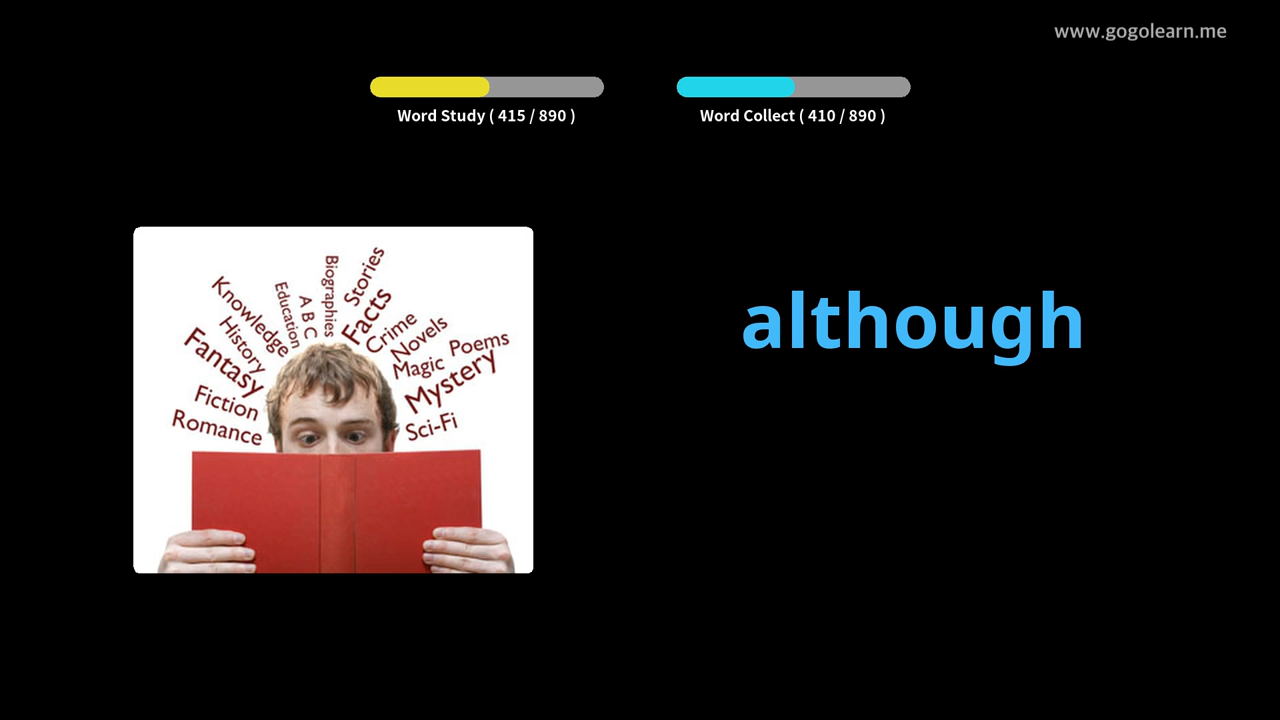 www.gogolearn.me
Word Study ( 415 / 890 )
Word Collect ( 410 / 890 )
although
Stories
Biographies
Facts
A B C
Education
Knowledge
Crime
Novels
History
Poems
Magic
Fantasy
Mystery
Fiction
Sci-Fi
Romance